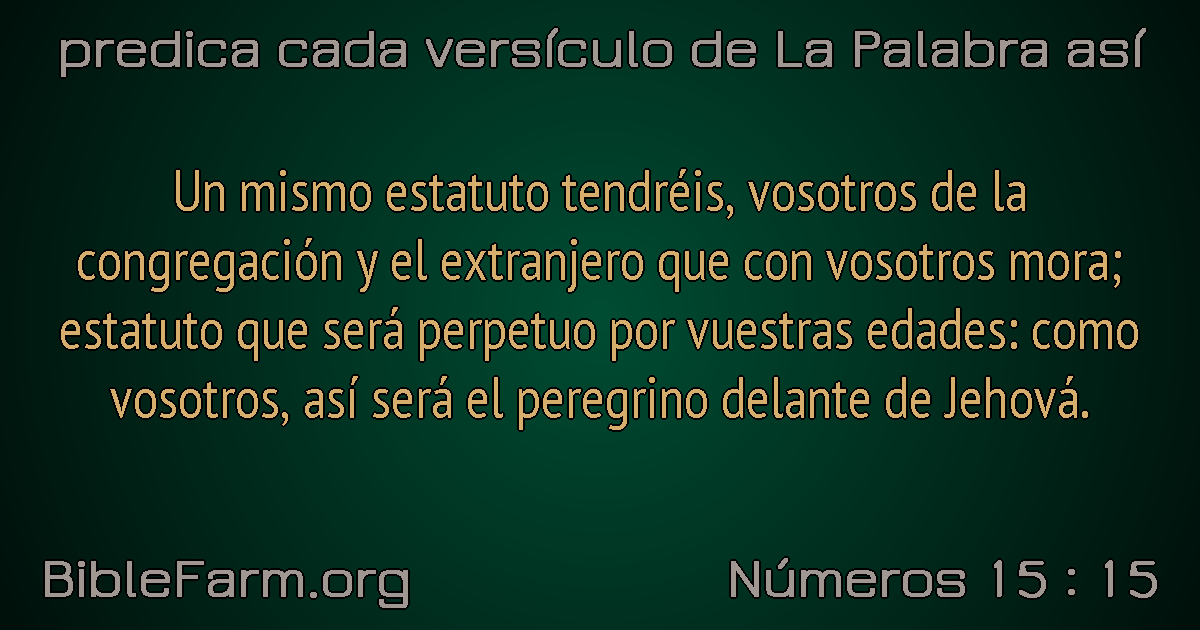 predica cada versículo de La Palabra así
Un mismo estatuto tendréis, vosotros de la
congregación y el extranjero que con vosotros mora;
estatuto que será perpetuo por vuestras edades: como
vosotros, así será el peregrino delante de Jehová.
BibleFarm.org
Números 15 : 15